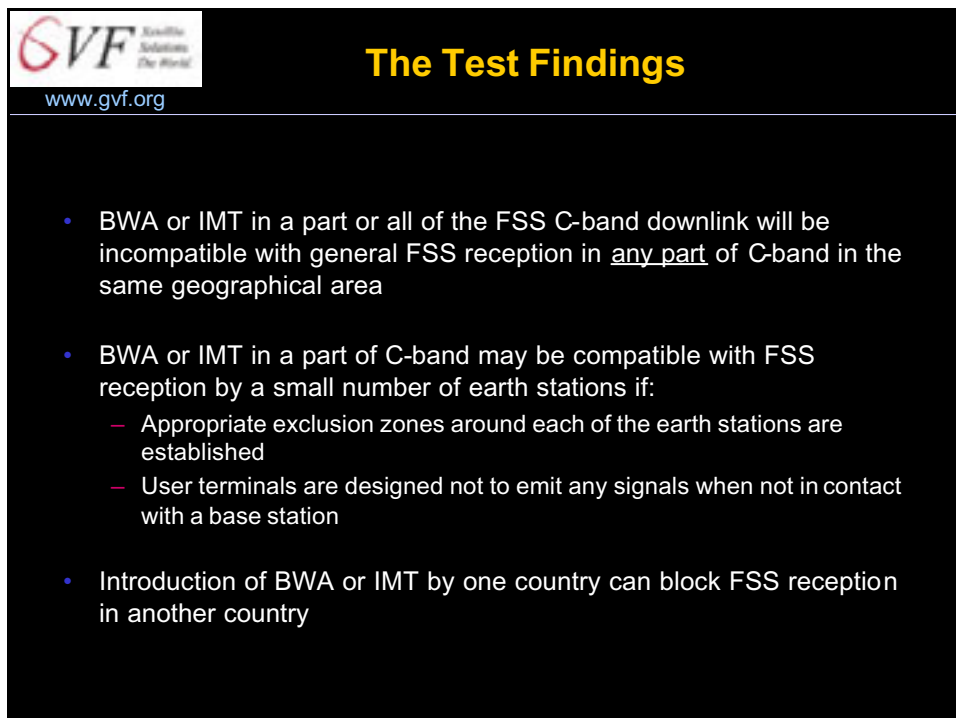 GVF Satellite
Solutions
The World
www.gvf.org
The Test Findings
• BWA or IMT in a part or all of the FSS C-band downlink will be
incompatible with general FSS reception in any part of C-band in the
same geographical area
• BWA or IMT in a part of C-band may be compatible with FSS
reception by a small number of earth stations if:
– Appropriate exclusion zones around each of the earth stations are
established
– User terminals are designed not to emit any signals when not in contact
with a base station
• Introduction of BWA or IMT by one country can block FSS reception
in another country